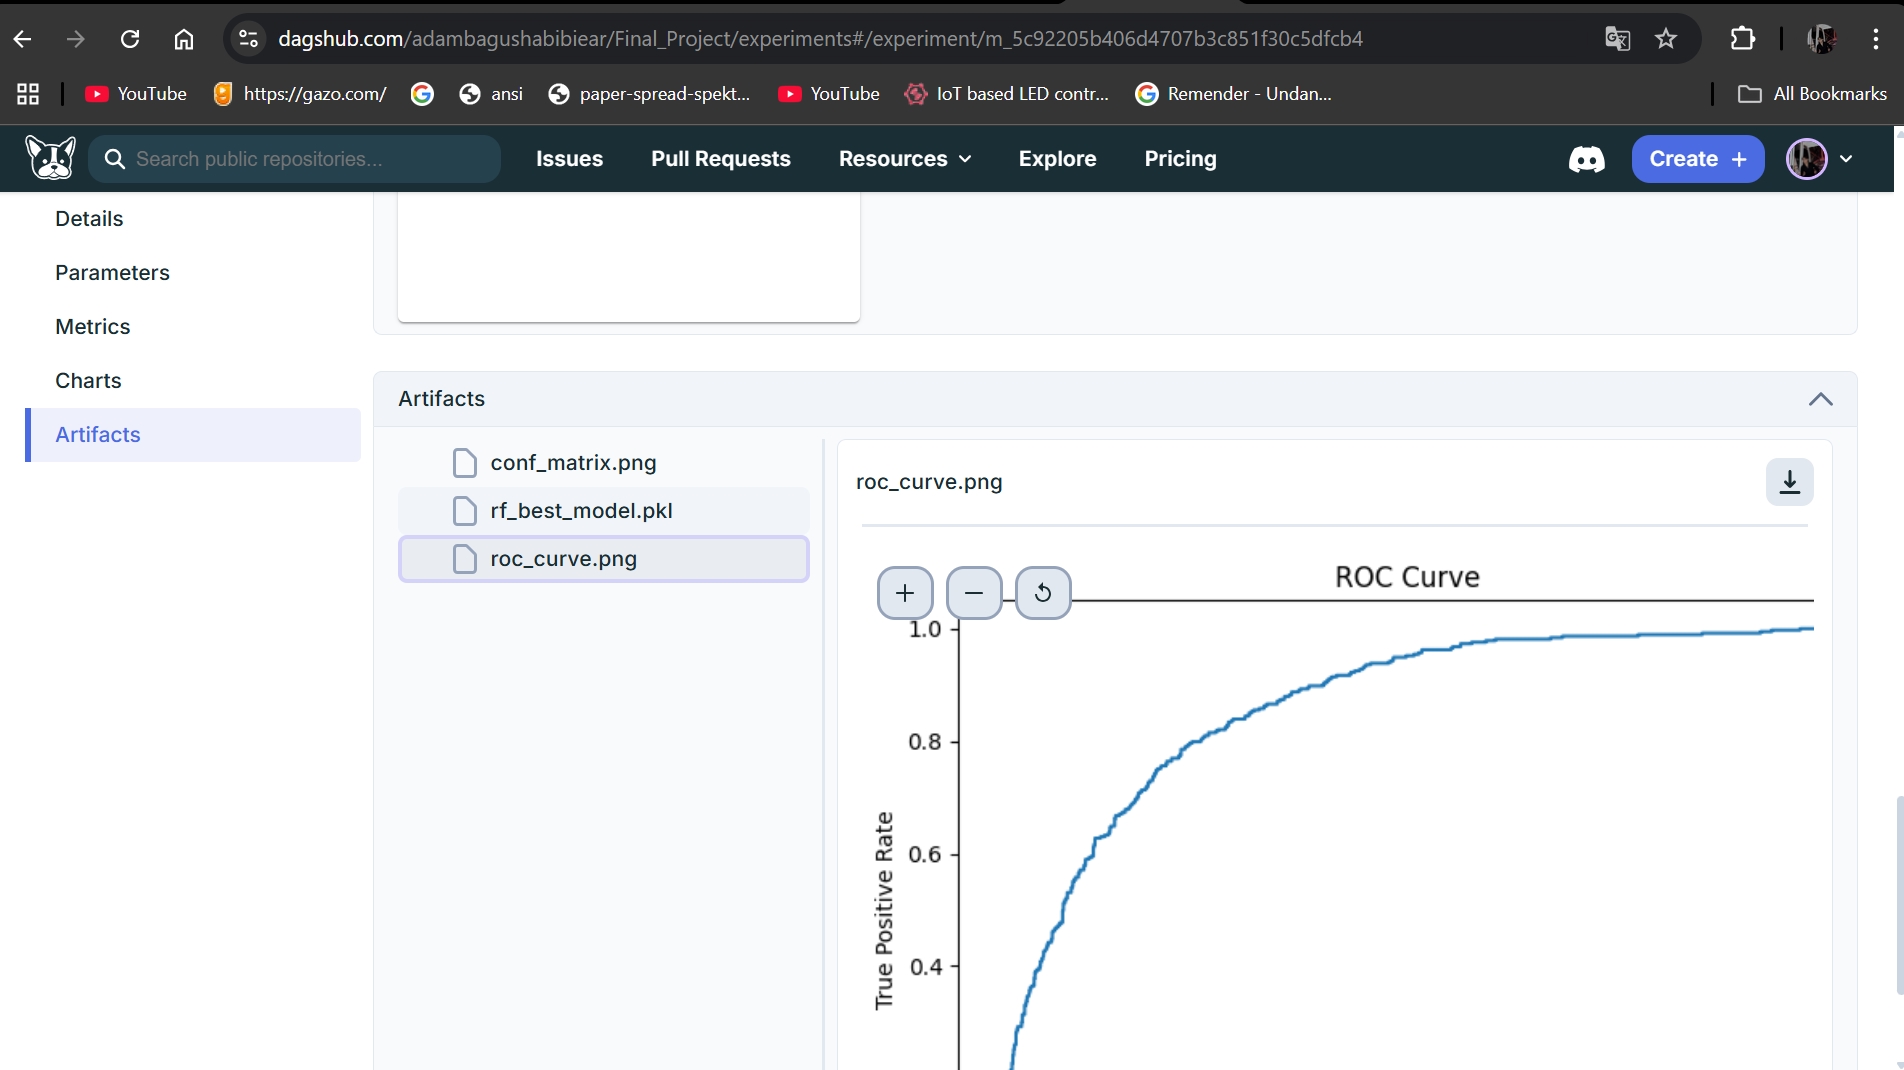 dagshub.com/adambagushabibiear/Final_Project/experiments#/experiment/m_5c92205b406d4707b3c851f30c5dfcb4
YouTube https://gazo.com/ ansi paper-spread-spekt... YouTube IoT based LED contr... Remender - Undan... All Bookmarks
Search public repositories... Issues Pull Requests Resources Explore Pricing Create +
Details
Parameters
Metrics
Charts
Artifacts
Artifacts
conf_matrix.png
rf_best_model.pkl
roc_curve.png
roc_curve.png
ROC Curve
1.0
0.8
0.6
0.4
True Positive Rate